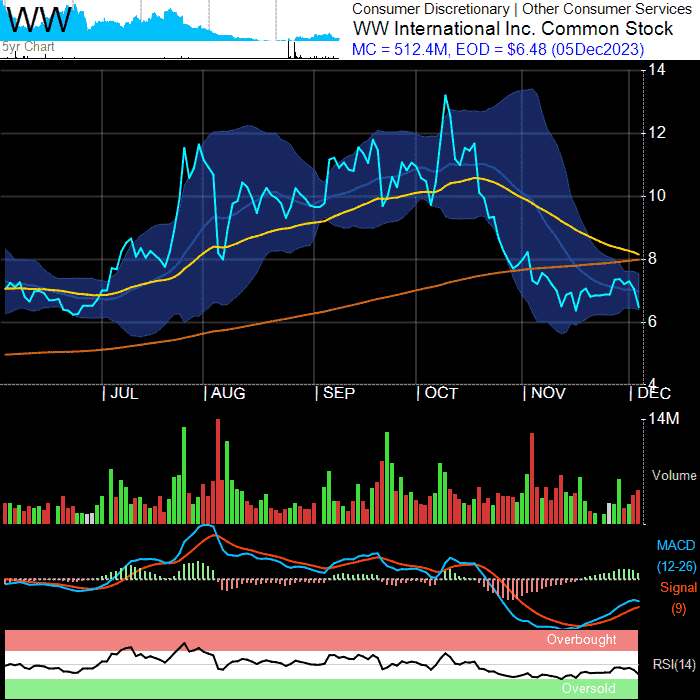 WW
5yr Chart
Consumer Discretionary | Other Consumer Services
WW International Inc. Common Stock
MC = 512.4M, EOD = $6.48 (05Dec2023)
14
12
10
8
6
4
JUL
AUG
SEP
OCT
NOV
DEC
14M
Volume
MACD
(12-26)
Signal
(9)
Overbought
RSI(14)
Oversold